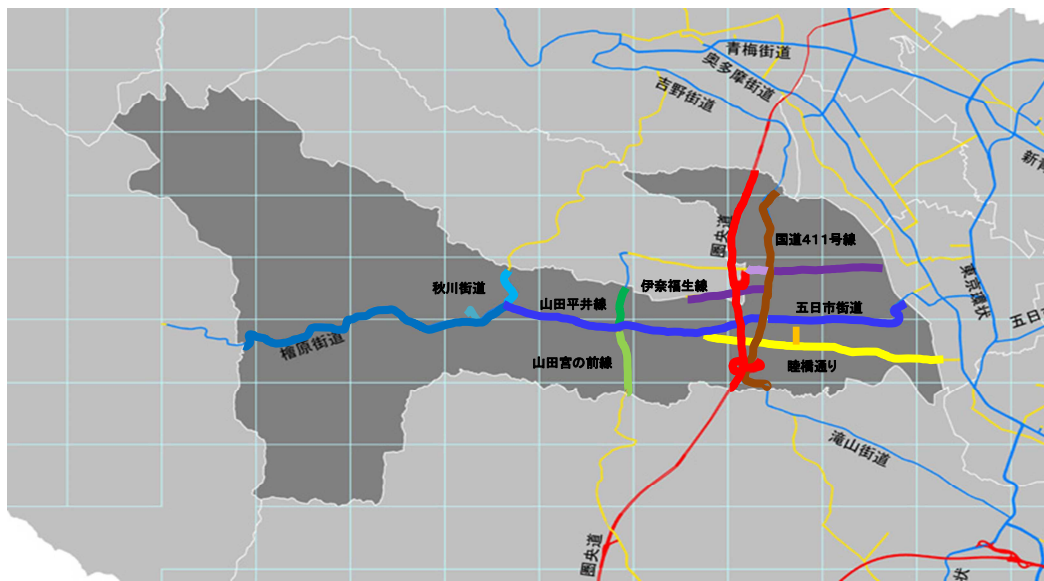 青梅街道
奥多摩街道
吉野街道
新青
圏央道
国道411号線
秋川街道
伊奈福生線
東京環状
山田平井線
五日市街道
五日市
檜原街道
山田宮の前線
睦橋通り
滝山街道
圏央道
状